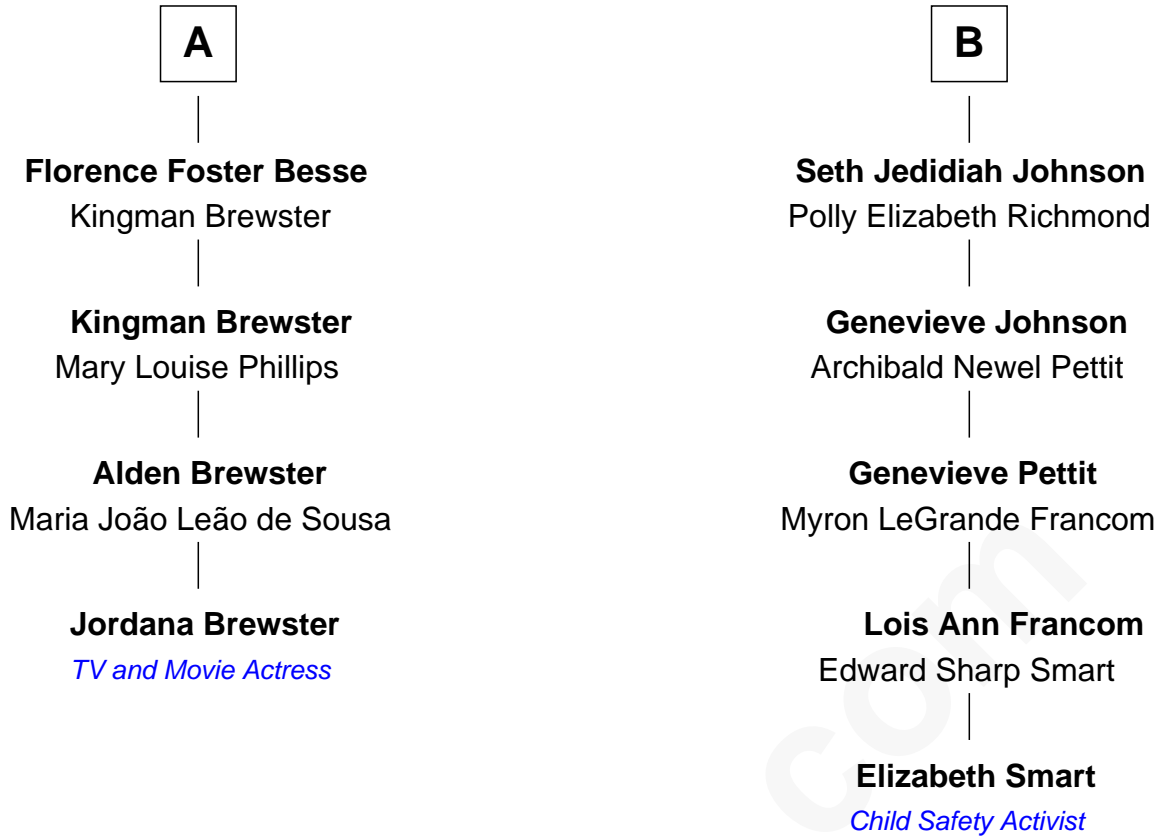 A
Florence Foster Besse
Kingman Brewster
Kingman Brewster
Mary Louise Phillips
Alden Brewster
Maria João Leão de Sousa
Jordana Brewster
TV and Movie Actress
B
Seth Jedidiah Johnson
Polly Elizabeth Richmond
Genevieve Johnson
Archibald Newel Pettit
Genevieve Pettit
Myron LeGrande Francom
Lois Ann Francom
Edward Sharp Smart
Elizabeth Smart
Child Safety Activist
com